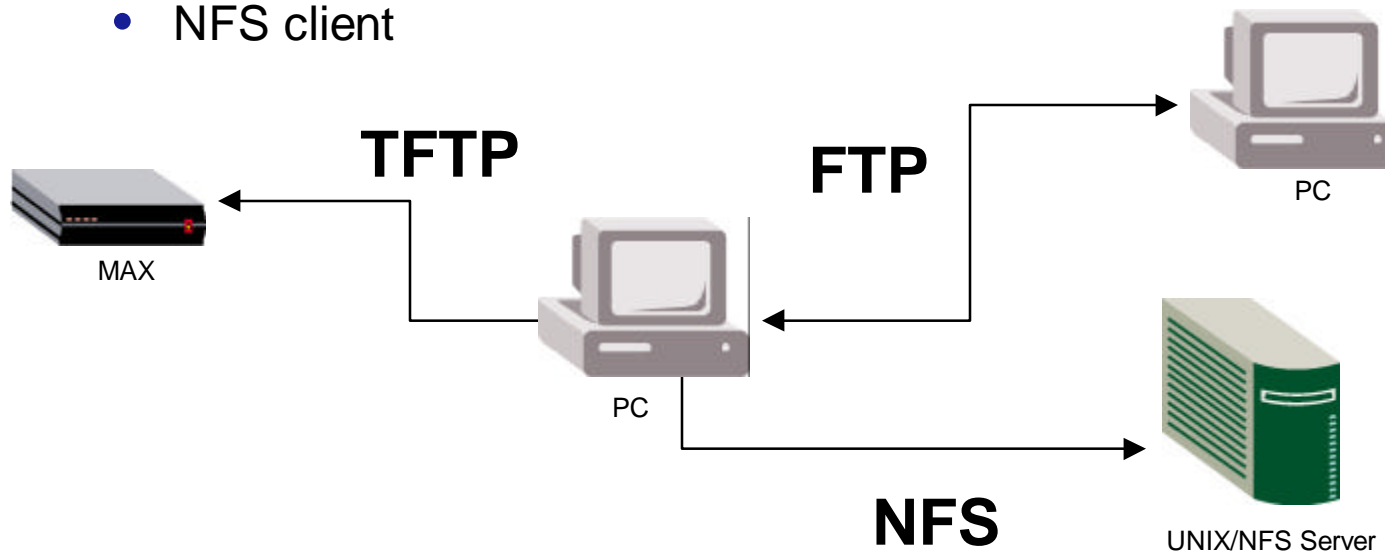 • NFS client
TFTP
FTP
PC
MAX
PC
NFS
UNIX/NFS Server